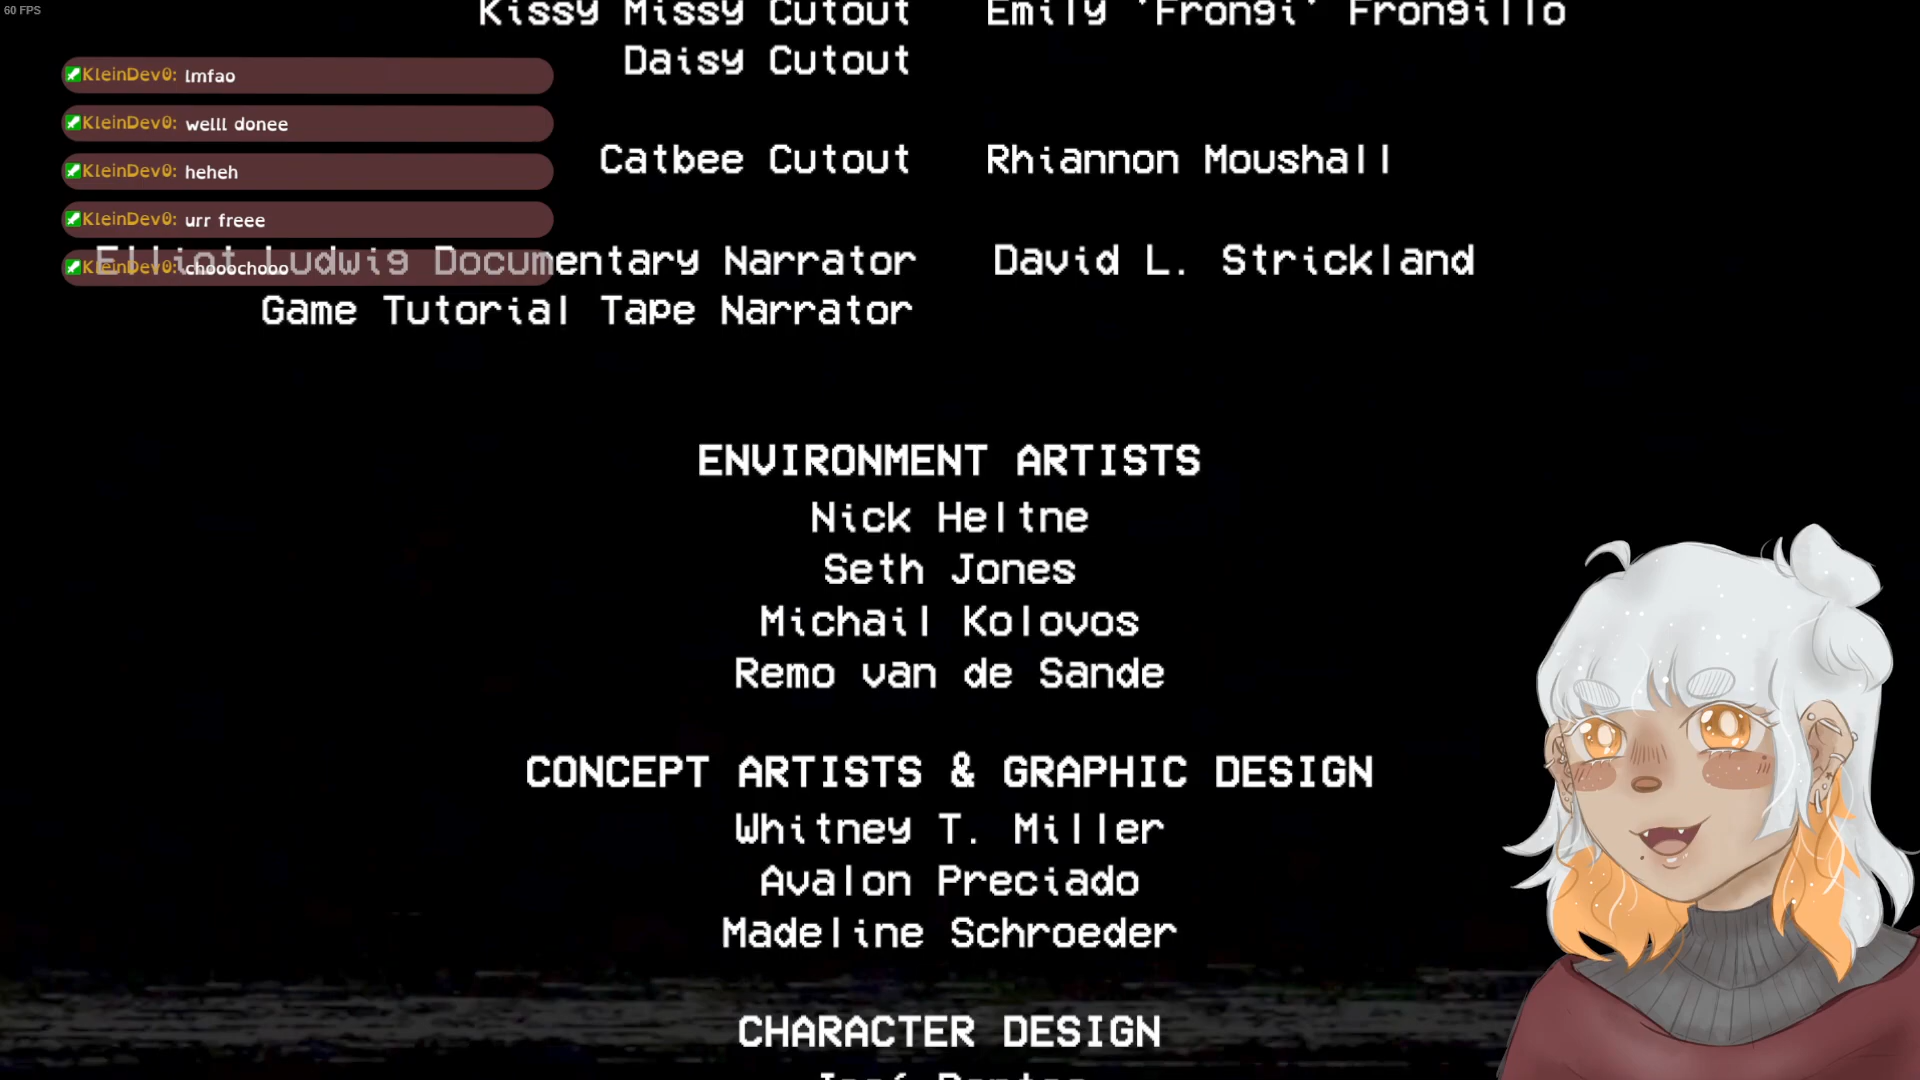 60 FPS
Kissy Missy Cutout Emily 'Frongi' Frongillo
Daisy Cutout
KleinDev0: lmfao
KleinDev0: welll donee
Catbee Cutout Rhiannon Moushall
KleinDev0: heheh
KleinDev0: urr freee
Elliot Ludwig Documentary Narrator David L. Strickland
KleinDev0: chooochooo
Game Tutorial Tape Narrator
ENVIRONMENT ARTISTS
Nick Heltne
Seth Jones
Michail Kolovos
Remo van de Sande
CONCEPT ARTISTS & GRAPHIC DESIGN
Whitney T. Miller
Avalon Preciado
Madeline Schroeder
CHARACTER DESIGN